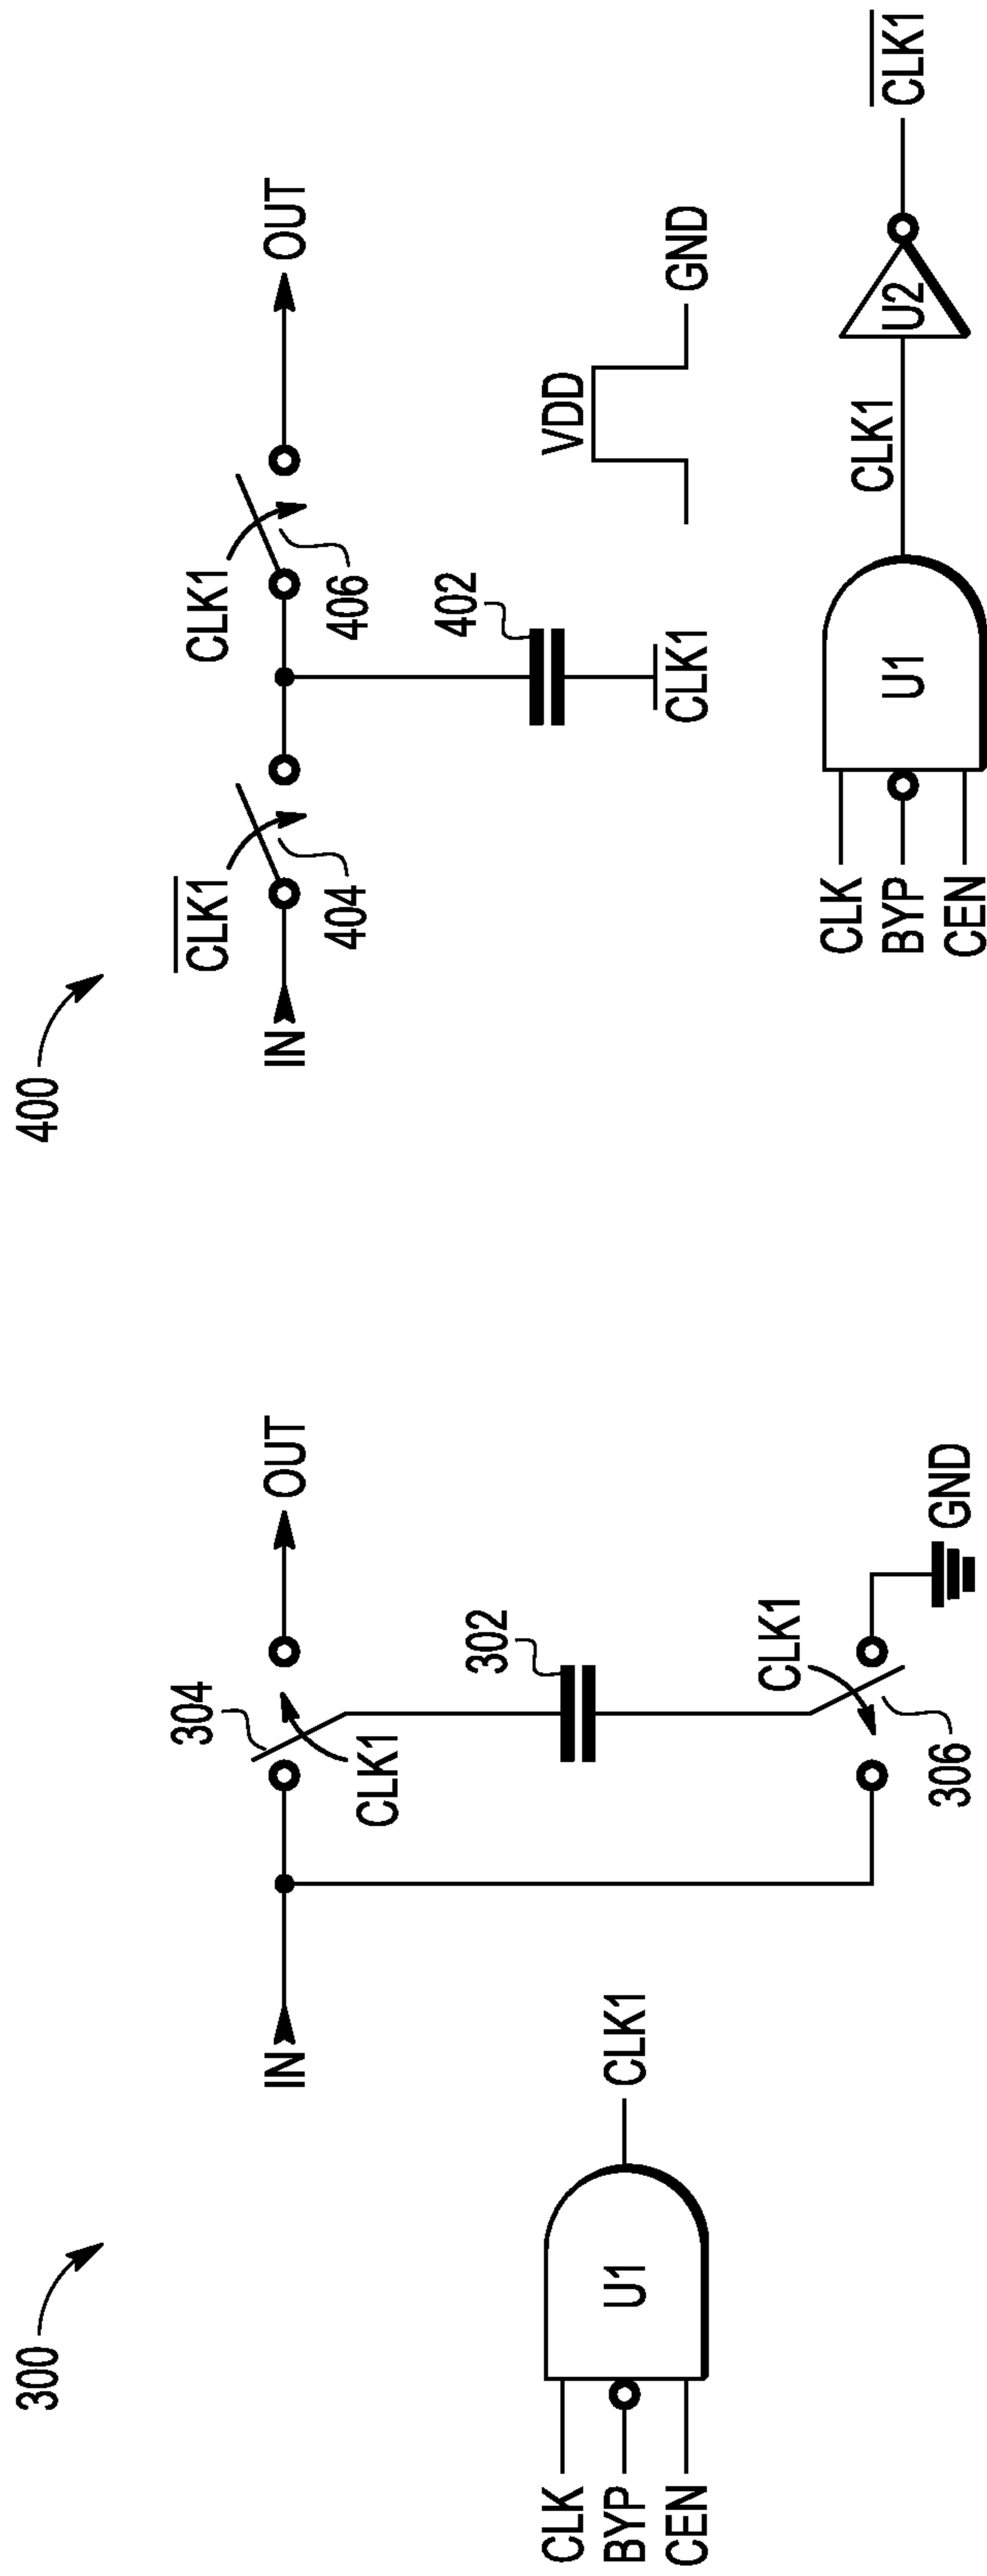 300
304
IN
OUT
CLK1
302
CLK1
306
GND
CLK
BYP
CEN
U1
CLK1
400
CLK1
CLK1
IN
OUT
404
406
402
CLK1
VDD
GND
CLK
BYP
CEN
U1
CLK1
U2
CLK1